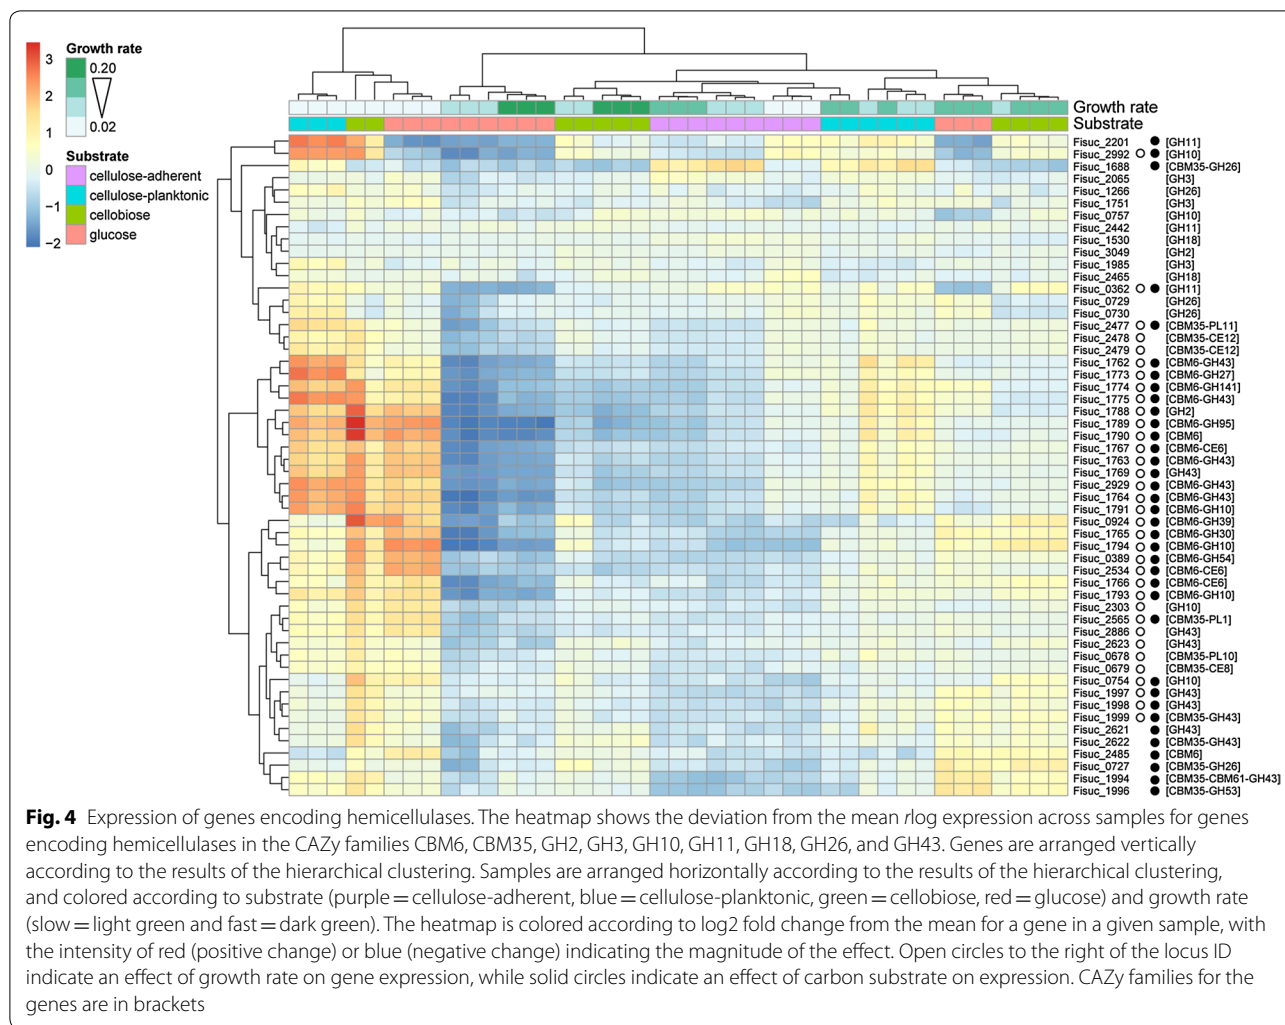 Growth rate
0.20
0.02
3
2
1
0
−1
−2
Substrate
cellulose-adherent
cellulose-planktonic
cellobiose
glucose
Growth rate
Substrate
Fisuc_2201 ● [GH11]
Fisuc_2992 ○ ● [GH10]
Fisuc_1688 ● [CBM35-GH26]
Fisuc_2065 [GH3]
Fisuc_1266 [GH26]
Fisuc_1751 [GH3]
Fisuc_0757 [GH10]
Fisuc_2442 [GH11]
Fisuc_1530 [GH18]
Fisuc_3049 [GH2]
Fisuc_1985 [GH3]
Fisuc_2465 [GH18]
Fisuc_0362 ○ ● [GH11]
Fisuc_0729 [GH26]
Fisuc_0730 [GH26]
Fisuc_2477 ○ ● [CBM35-PL11]
Fisuc_2478 ○ [CBM35-CE12]
Fisuc_2479 ○ [CBM35-CE12]
Fisuc_1762 ○ ● [CBM6-GH43]
Fisuc_1773 ○ ● [CBM6-GH27]
Fisuc_1774 ○ ● [CBM6-GH141]
Fisuc_1775 ○ ● [CBM6-GH43]
Fisuc_1788 ○ ● [GH2]
Fisuc_1789 ○ ● [CBM6-GH95]
Fisuc_1790 ○ ● [CBM6]
Fisuc_1767 ○ ● [CBM6-CE6]
Fisuc_1763 ○ ● [CBM6-GH43]
Fisuc_1769 ○ ● [GH43]
Fisuc_2929 ○ ● [CBM6-GH43]
Fisuc_1764 ○ ● [CBM6-GH43]
Fisuc_1791 ○ ● [CBM6-GH10]
Fisuc_0924 ○ ● [CBM6-GH39]
Fisuc_1765 ○ ● [CBM6-GH30]
Fisuc_1794 ○ ● [CBM6-GH10]
Fisuc_0389 ○ ● [CBM6-GH54]
Fisuc_2534 ○ ● [CBM6-CE6]
Fisuc_1766 ○ ● [CBM6-CE6]
Fisuc_1793 ○ ● [CBM6-GH10]
Fisuc_2303 ○ [GH10]
Fisuc_2565 ○ ● [CBM35-PL1]
Fisuc_2886 ○ [GH43]
Fisuc_2623 ○ [GH43]
Fisuc_0678 ○ [CBM35-PL10]
Fisuc_0679 ○ [CBM35-CE8]
Fisuc_0754 ○ ● [GH10]
Fisuc_1997 ○ ● [GH43]
Fisuc_1998 ○ ● [GH43]
Fisuc_1999 ○ ● [CBM35-GH43]
Fisuc_2621 ● [GH43]
Fisuc_2622 ● [CBM35-GH43]
Fisuc_2485 ● [CBM6]
Fisuc_0727 ● [CBM35-GH26]
Fisuc_1994 ● [CBM35-CBM61-GH43]
Fisuc_1996 ● [CBM35-GH53]
Fig. 4 Expression of genes encoding hemicellulases. The heatmap shows the deviation from the mean rlog expression across samples for genes
encoding hemicellulases in the CAZy families CBM6, CBM35, GH2, GH3, GH10, GH11, GH18, GH26, and GH43. Genes are arranged vertically
according to the results of the hierarchical clustering. Samples are arranged horizontally according to the results of the hierarchical clustering,
and colored according to substrate (purple = cellulose-adherent, blue = cellulose-planktonic, green = cellobiose, red = glucose) and growth rate
(slow = light green and fast = dark green). The heatmap is colored according to log2 fold change from the mean for a gene in a given sample, with
the intensity of red (positive change) or blue (negative change) indicating the magnitude of the effect. Open circles to the right of the locus ID
indicate an effect of growth rate on gene expression, while solid circles indicate an effect of carbon substrate on expression. CAZy families for the
genes are in brackets